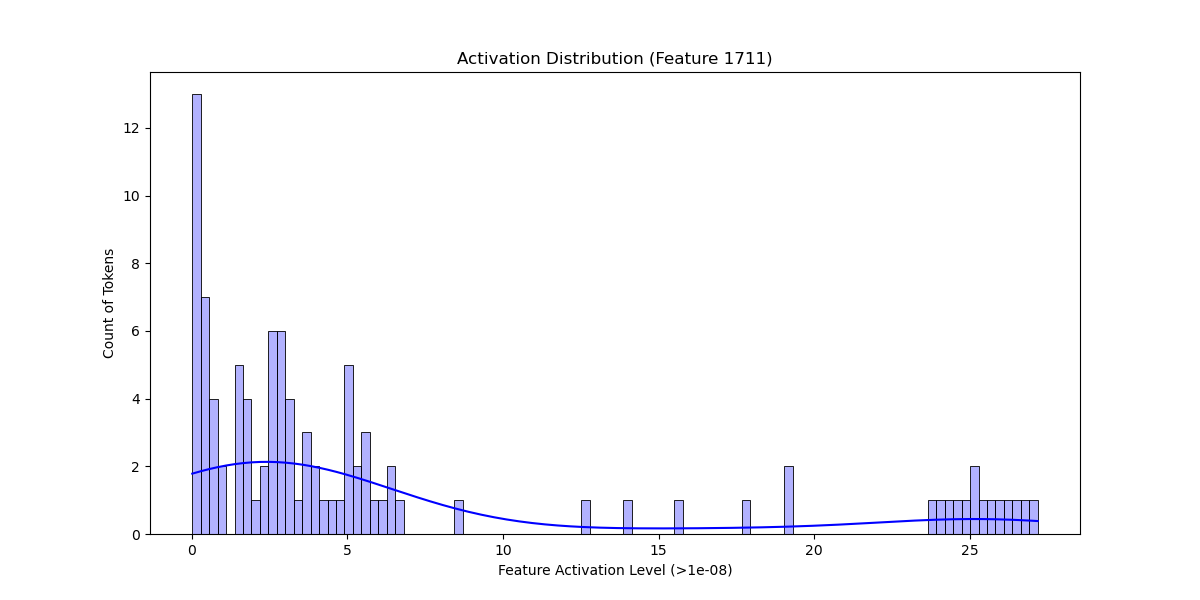 Activation Distribution (Feature 1711)
Count of Tokens
12
10
8
6
4
2
0
0 5 10 15 20 25
Feature Activation Level (>1e-08)